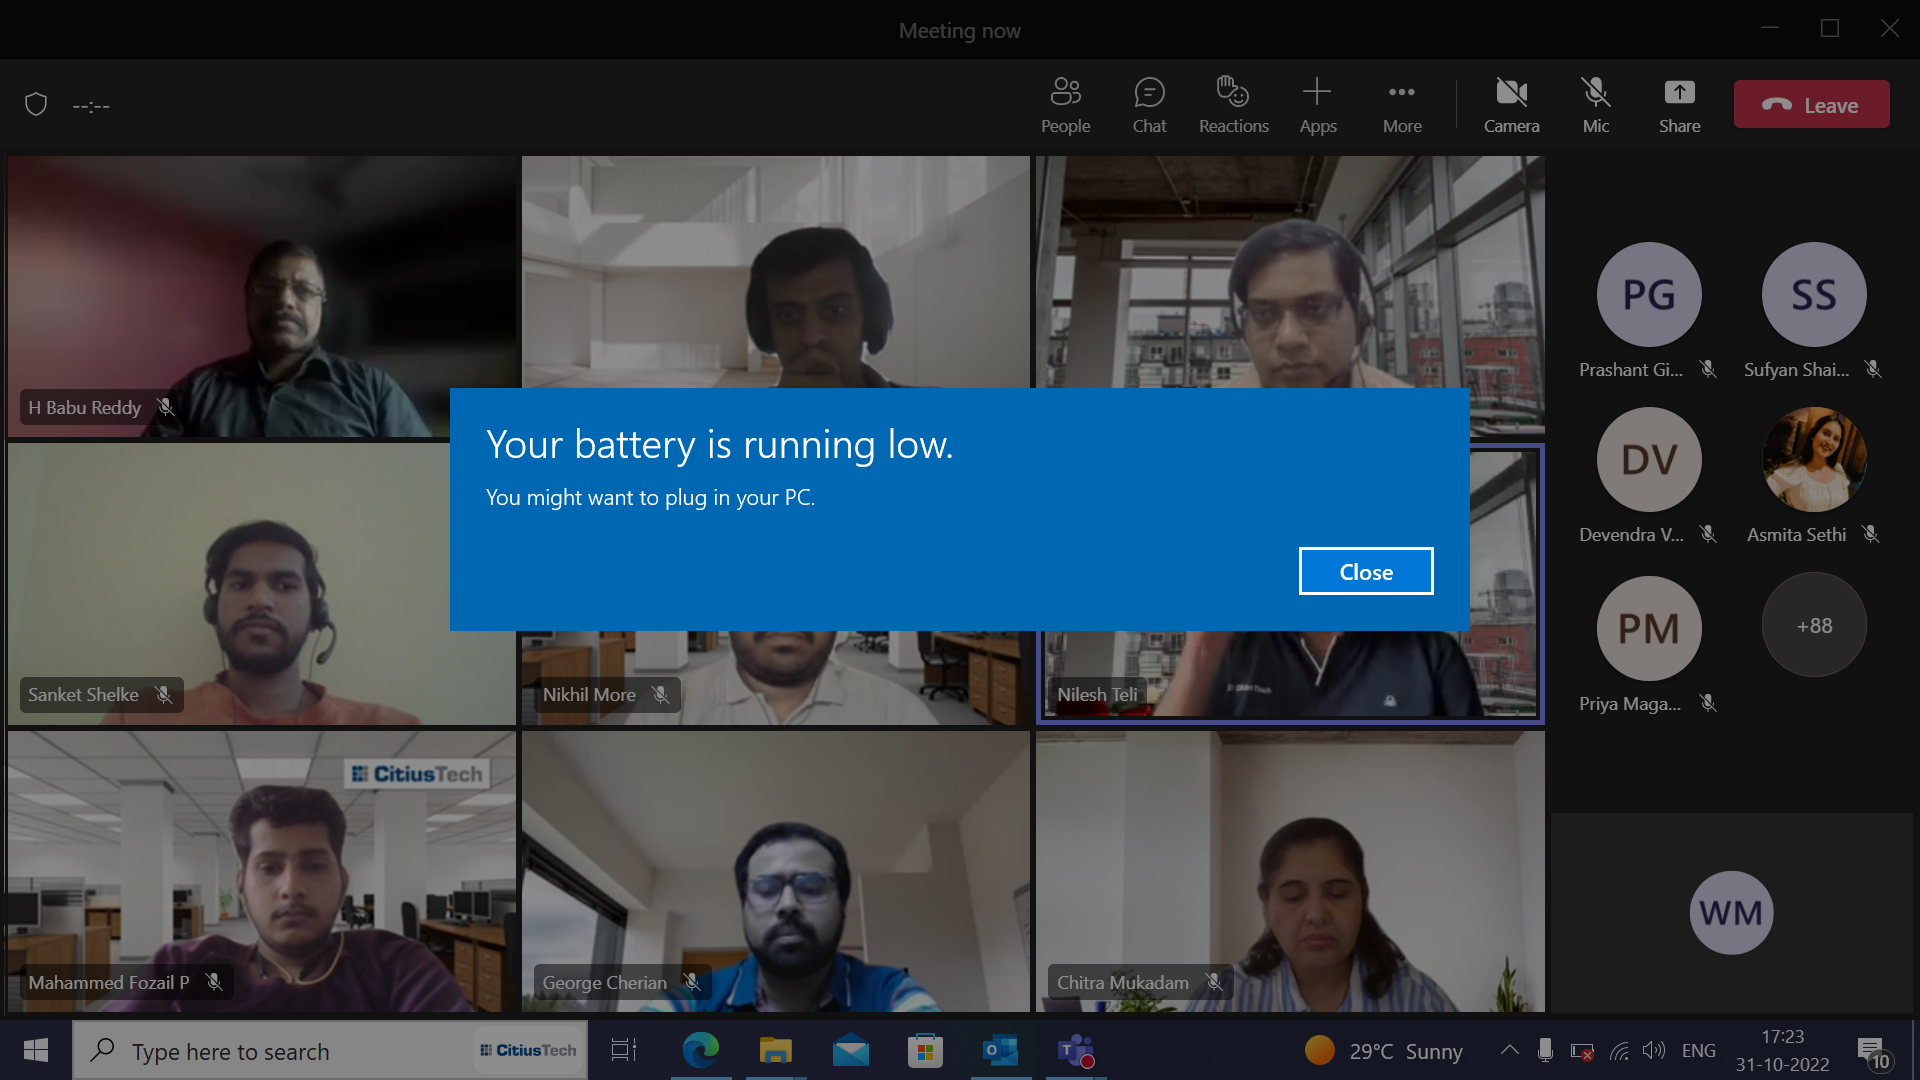 Meeting now
--:--
People
Chat
Reactions
Apps
More
Camera
Mic
Share
Leave
H Babu Reddy
PG
SS
Prashant Gi...
Sufyan Shai...
Your battery is running low.
You might want to plug in your PC.
Close
DV
Devendra V...
Asmita Sethi
Sanket Shelke
Nikhil More
Nilesh Teli
PM
+88
Priya Maga...
CitiusTech
Mahammed Fozail P
George Cherian
Chitra Mukadam
WM
Type here to search
CitiusTech
29°C Sunny
ENG
17:23
31-10-2022
10